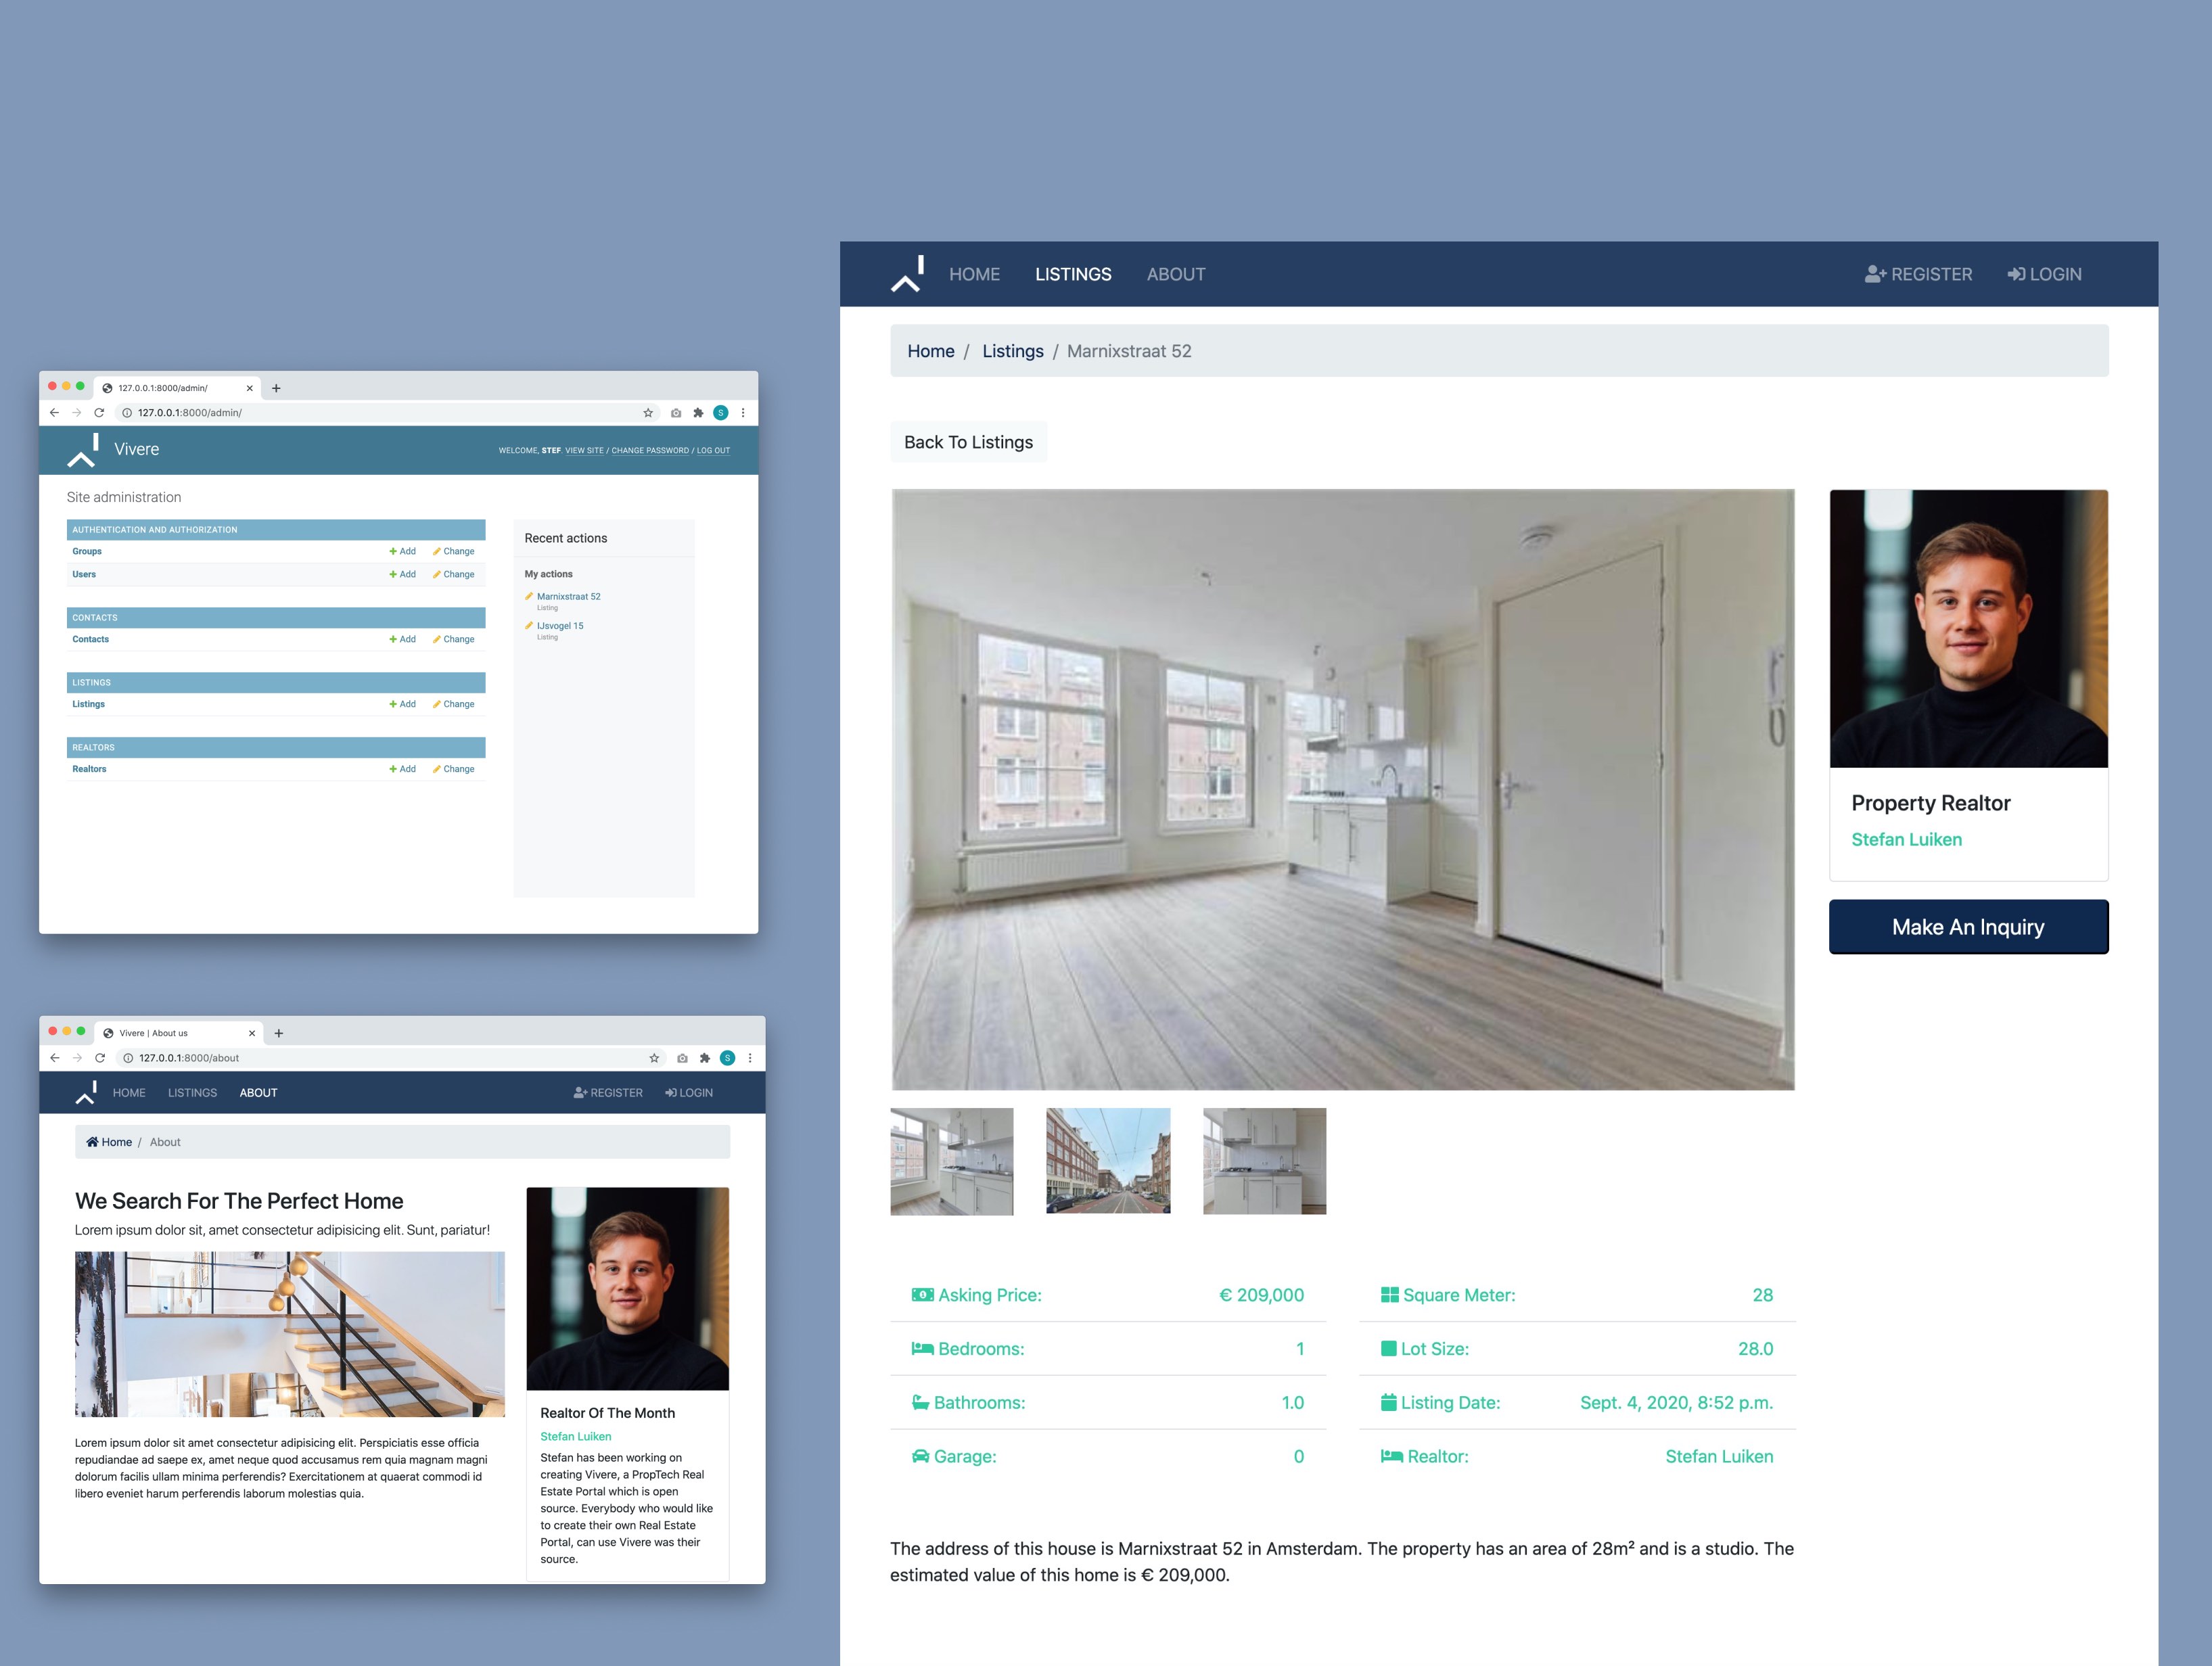 127.0.0.1:8000/admin/
127.0.0.1:8000/admin/
S
Vivere
WELCOME, STEF. VIEW SITE / CHANGE PASSWORD / LOG OUT
Site administration
AUTHENTICATION AND AUTHORIZATION
Groups Add Change
Users Add Change
CONTACTS
Contacts Add Change
LISTINGS
Listings Add Change
REALTORS
Realtors Add Change
Recent actions
My actions
Marnixstraat 52
Listing
IJsvogel 15
Listing
Vivere | About us
127.0.0.1:8000/about
S
HOME LISTINGS ABOUT REGISTER LOGIN
Home / About
We Search For The Perfect Home
Lorem ipsum dolor sit, amet consectetur adipisicing elit. Sunt, pariatur!
Lorem ipsum dolor sit amet consectetur adipisicing elit. Perspiciatis esse officia
repudiandae ad saepe ex, amet neque quod accusamus rem quia magnam magni
dolorum facilis ullam minima perferendis? Exercitationem at quaerat commodi id
libero eveniet harum perferendis laborum molestias quia.
Realtor Of The Month
Stefan Luiken
Stefan has been working on
creating Vivere, a PropTech Real
Estate Portal which is open
source. Everybody who would like
to create their own Real Estate
Portal, can use Vivere was their
source.
HOME LISTINGS ABOUT REGISTER LOGIN
Home / Listings / Marnixstraat 52
Back To Listings
Property Realtor
Stefan Luiken
Make An Inquiry
Asking Price: € 209,000 Square Meter: 28
Bedrooms: 1 Lot Size: 28.0
Bathrooms: 1.0 Listing Date: Sept. 4, 2020, 8:52 p.m.
Garage: 0 Realtor: Stefan Luiken
The address of this house is Marnixstraat 52 in Amsterdam. The property has an area of 28m² and is a studio. The
estimated value of this home is € 209,000.